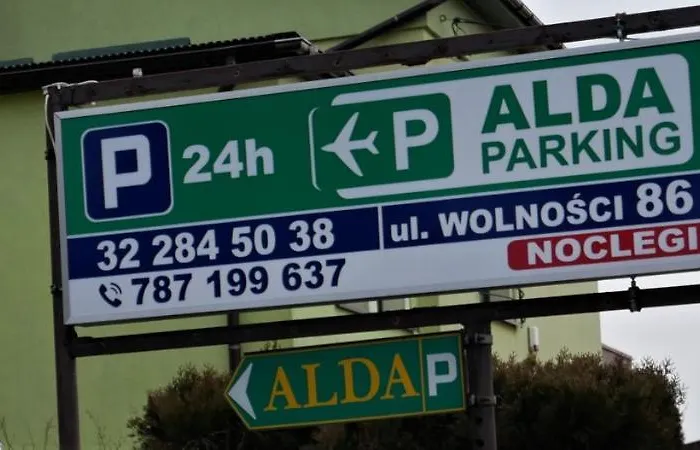 P 24h P ALDA
PARKING
32 284 50 38 ul. WOLNOŚCI 86
787 199 637 NOCLEGI
ALDA P